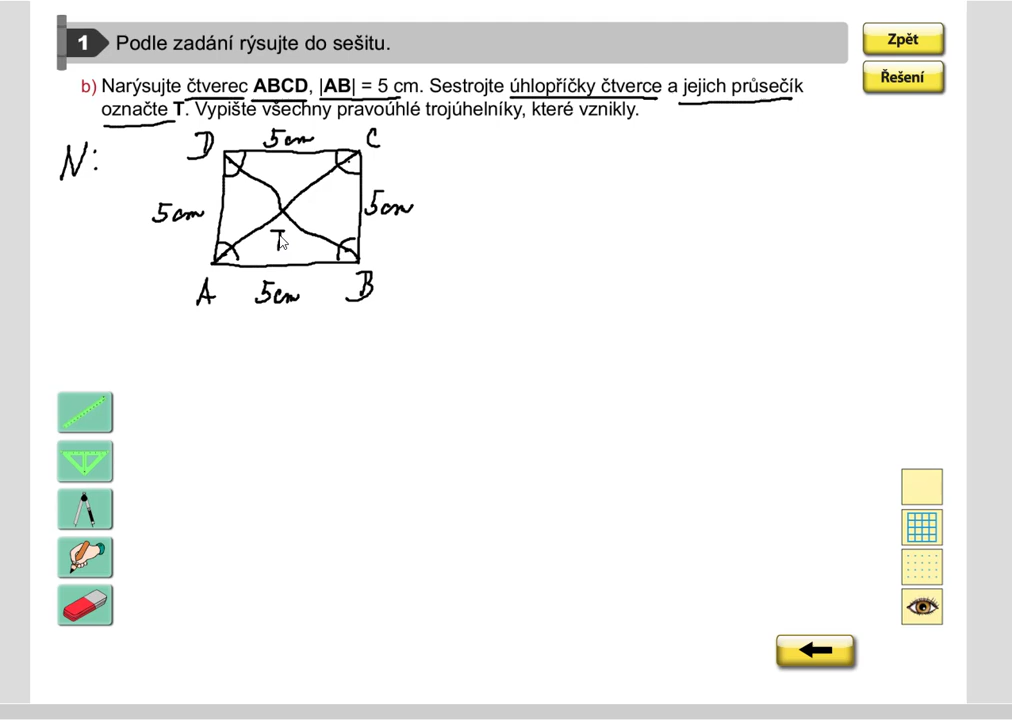 1 Podle zadání rýsujte do sešitu.
Zpět
Řešení
b) Narýsujte čtverec ABCD, |AB| = 5 cm. Sestrojte úhlopříčky čtverce a jejich průsečík
označte T. Vypište všechny pravoúhlé trojúhelníky, které vznikly.
N:
D 5cm C
5cm 5cm
T
A 5cm B